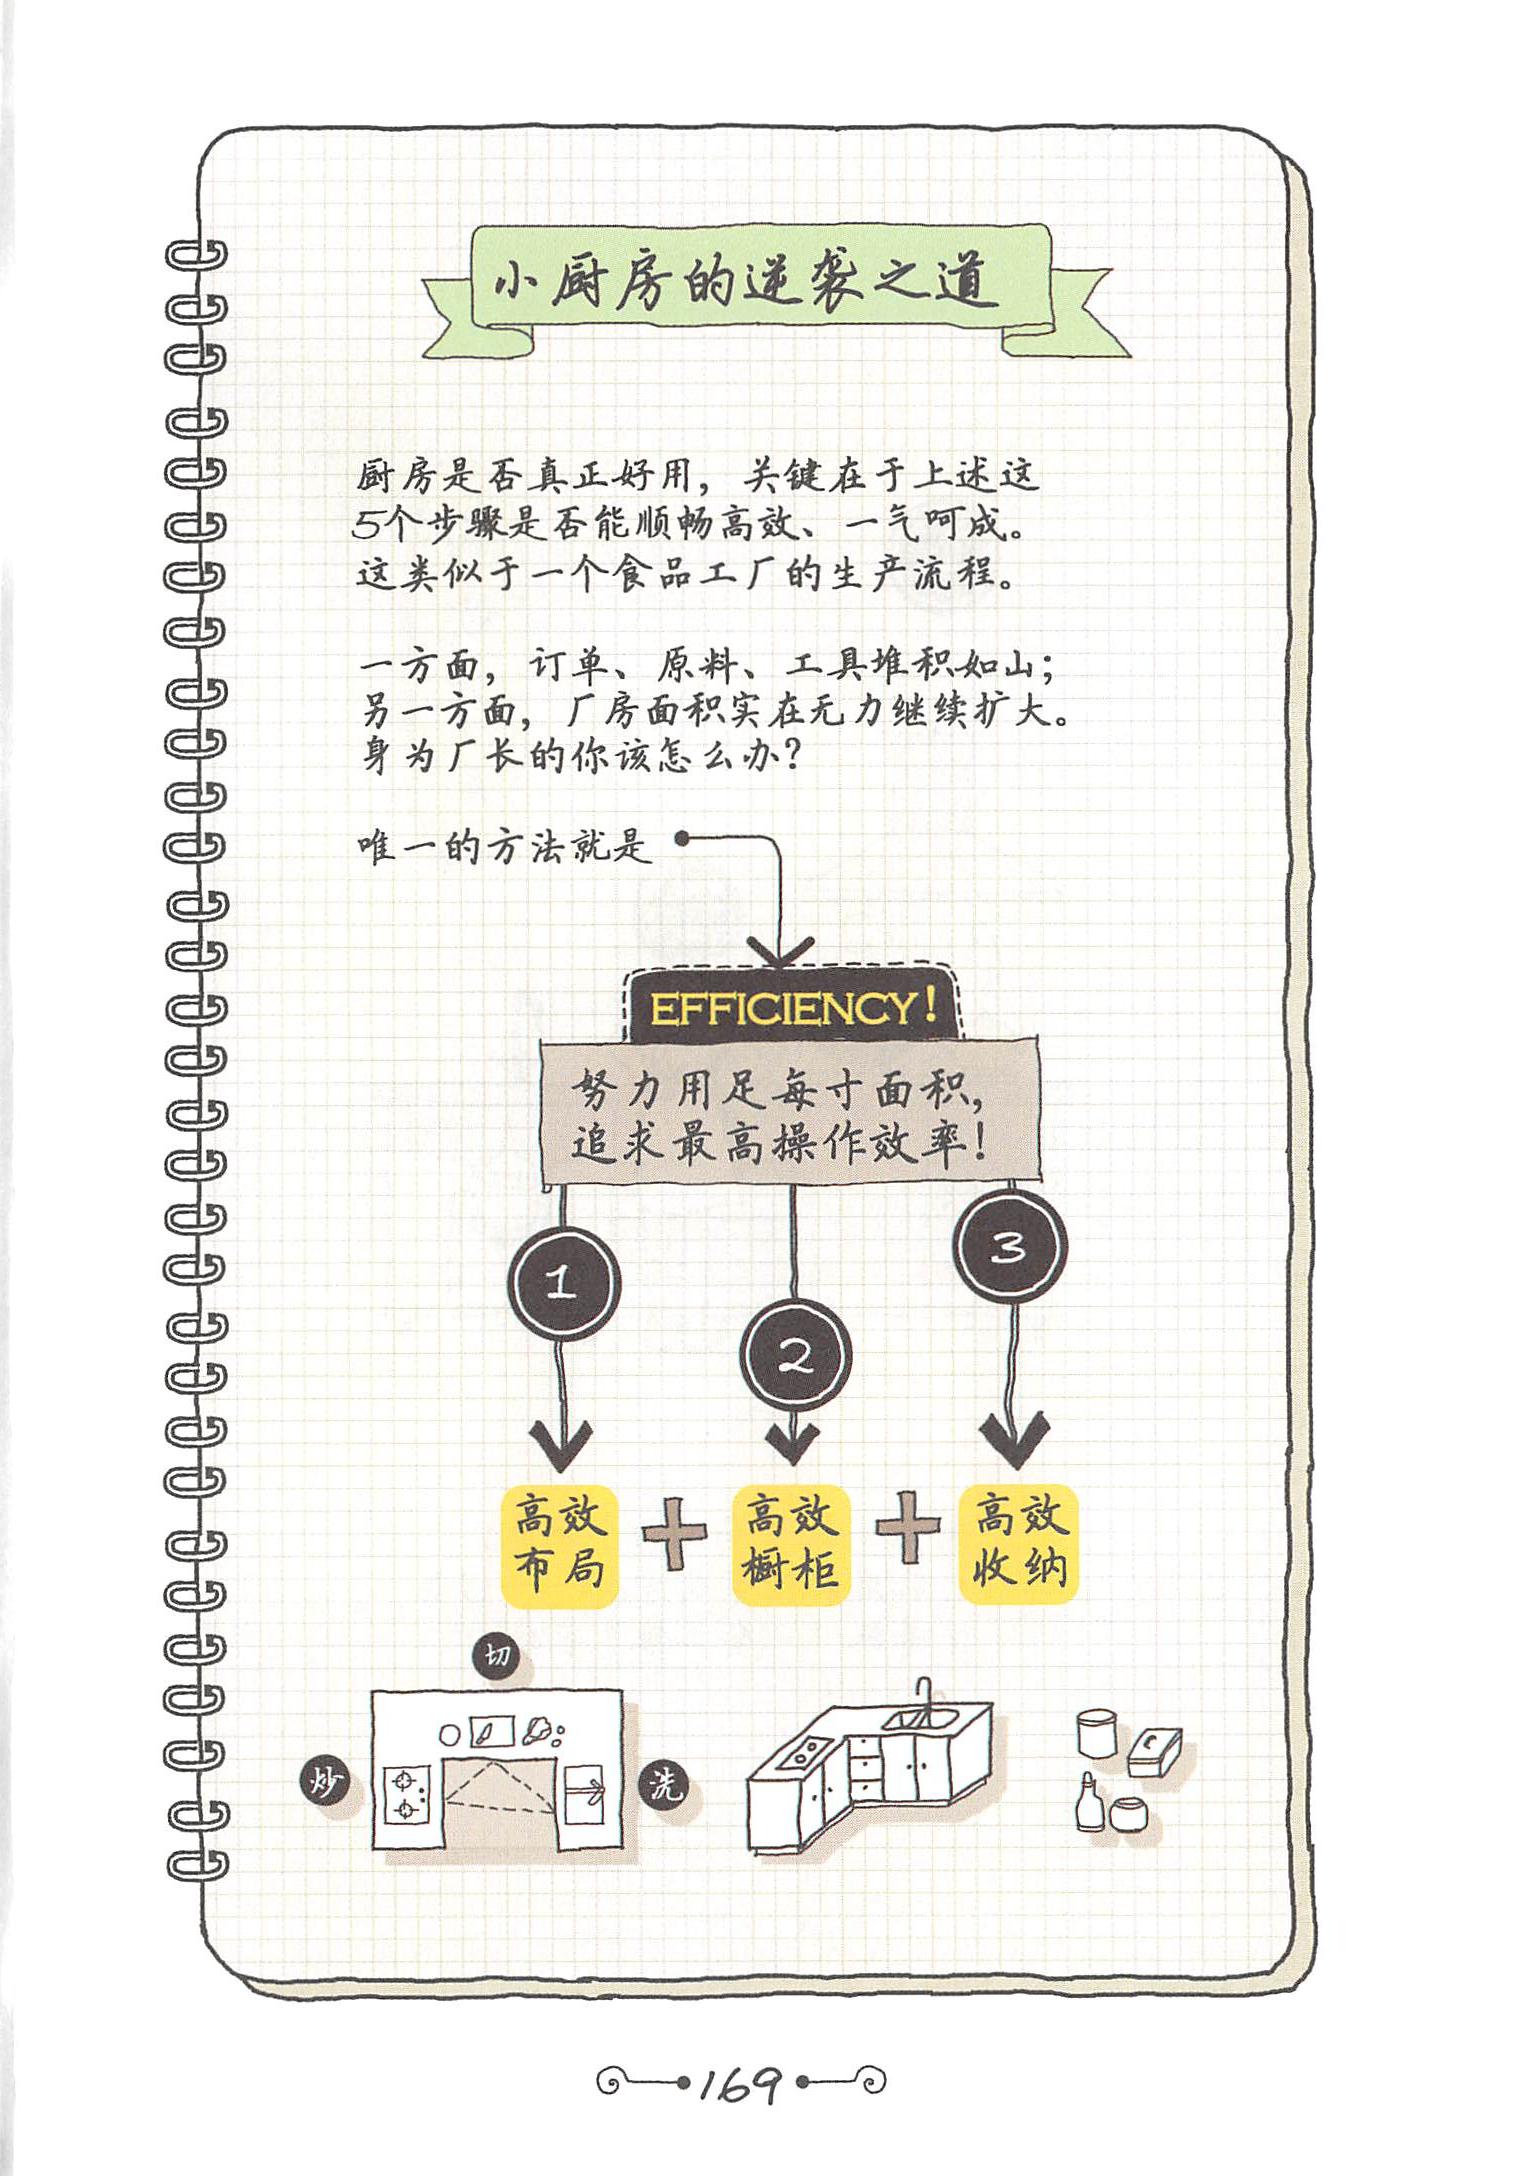 小厨房的逆袭之道
厨房是否真正好用，关键在于上述这
5个步骤是否能顺畅高效、一气呵成。
这类似于一个食品工厂的生产流程。
一方面，订单、原料、工具堆积如山；
另一方面，厂房面积实在无力继续扩大。
身为厂长的你该怎么办？
唯一的方法就是
EFFICIENCY!
努力用足每寸面积，
追求最高操作效率！
1
2
3
高效
布局
+
高效
橱柜
+
高效
收纳
切
炒
洗
169